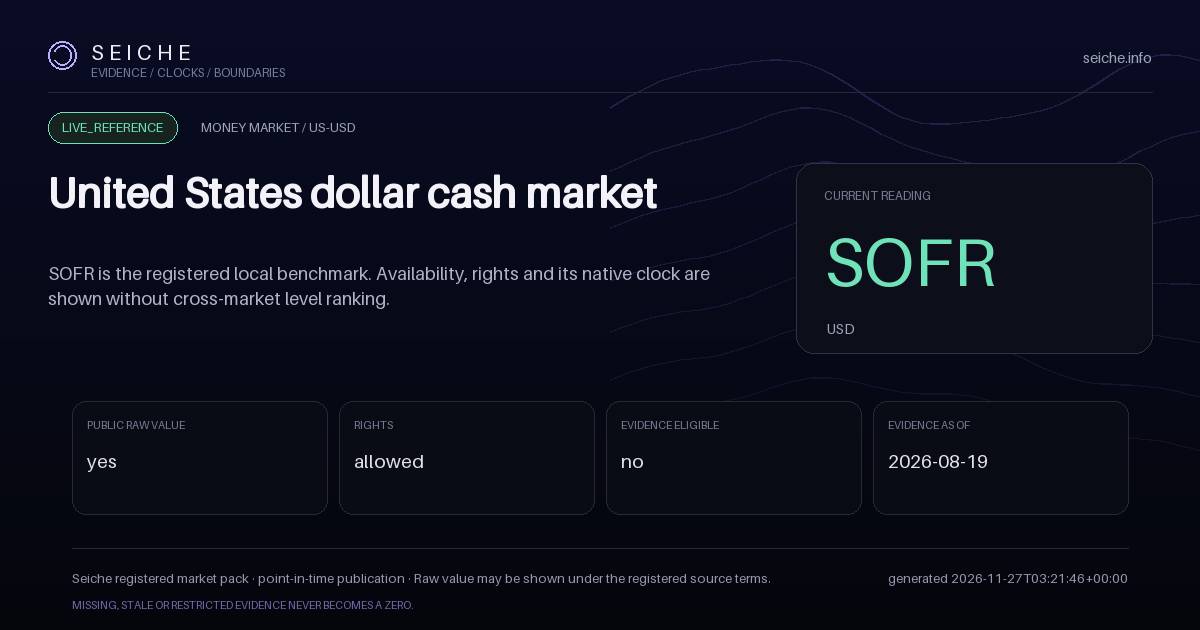 SEICHE
EVIDENCE / CLOCKS / BOUNDARIES
seiche.info
LIVE_REFERENCE
MONEY MARKET / US-USD
United States dollar cash market
SOFR is the registered local benchmark. Availability, rights and its native clock are
shown without cross-market level ranking.
CURRENT READING
SOFR
USD
PUBLIC RAW VALUE
yes
RIGHTS
allowed
EVIDENCE ELIGIBLE
no
EVIDENCE AS OF
2026-08-19
Seiche registered market pack · point-in-time publication · Raw value may be shown under the registered source terms.
generated 2026-11-27T03:21:46+00:00
MISSING, STALE OR RESTRICTED EVIDENCE NEVER BECOMES A ZERO.